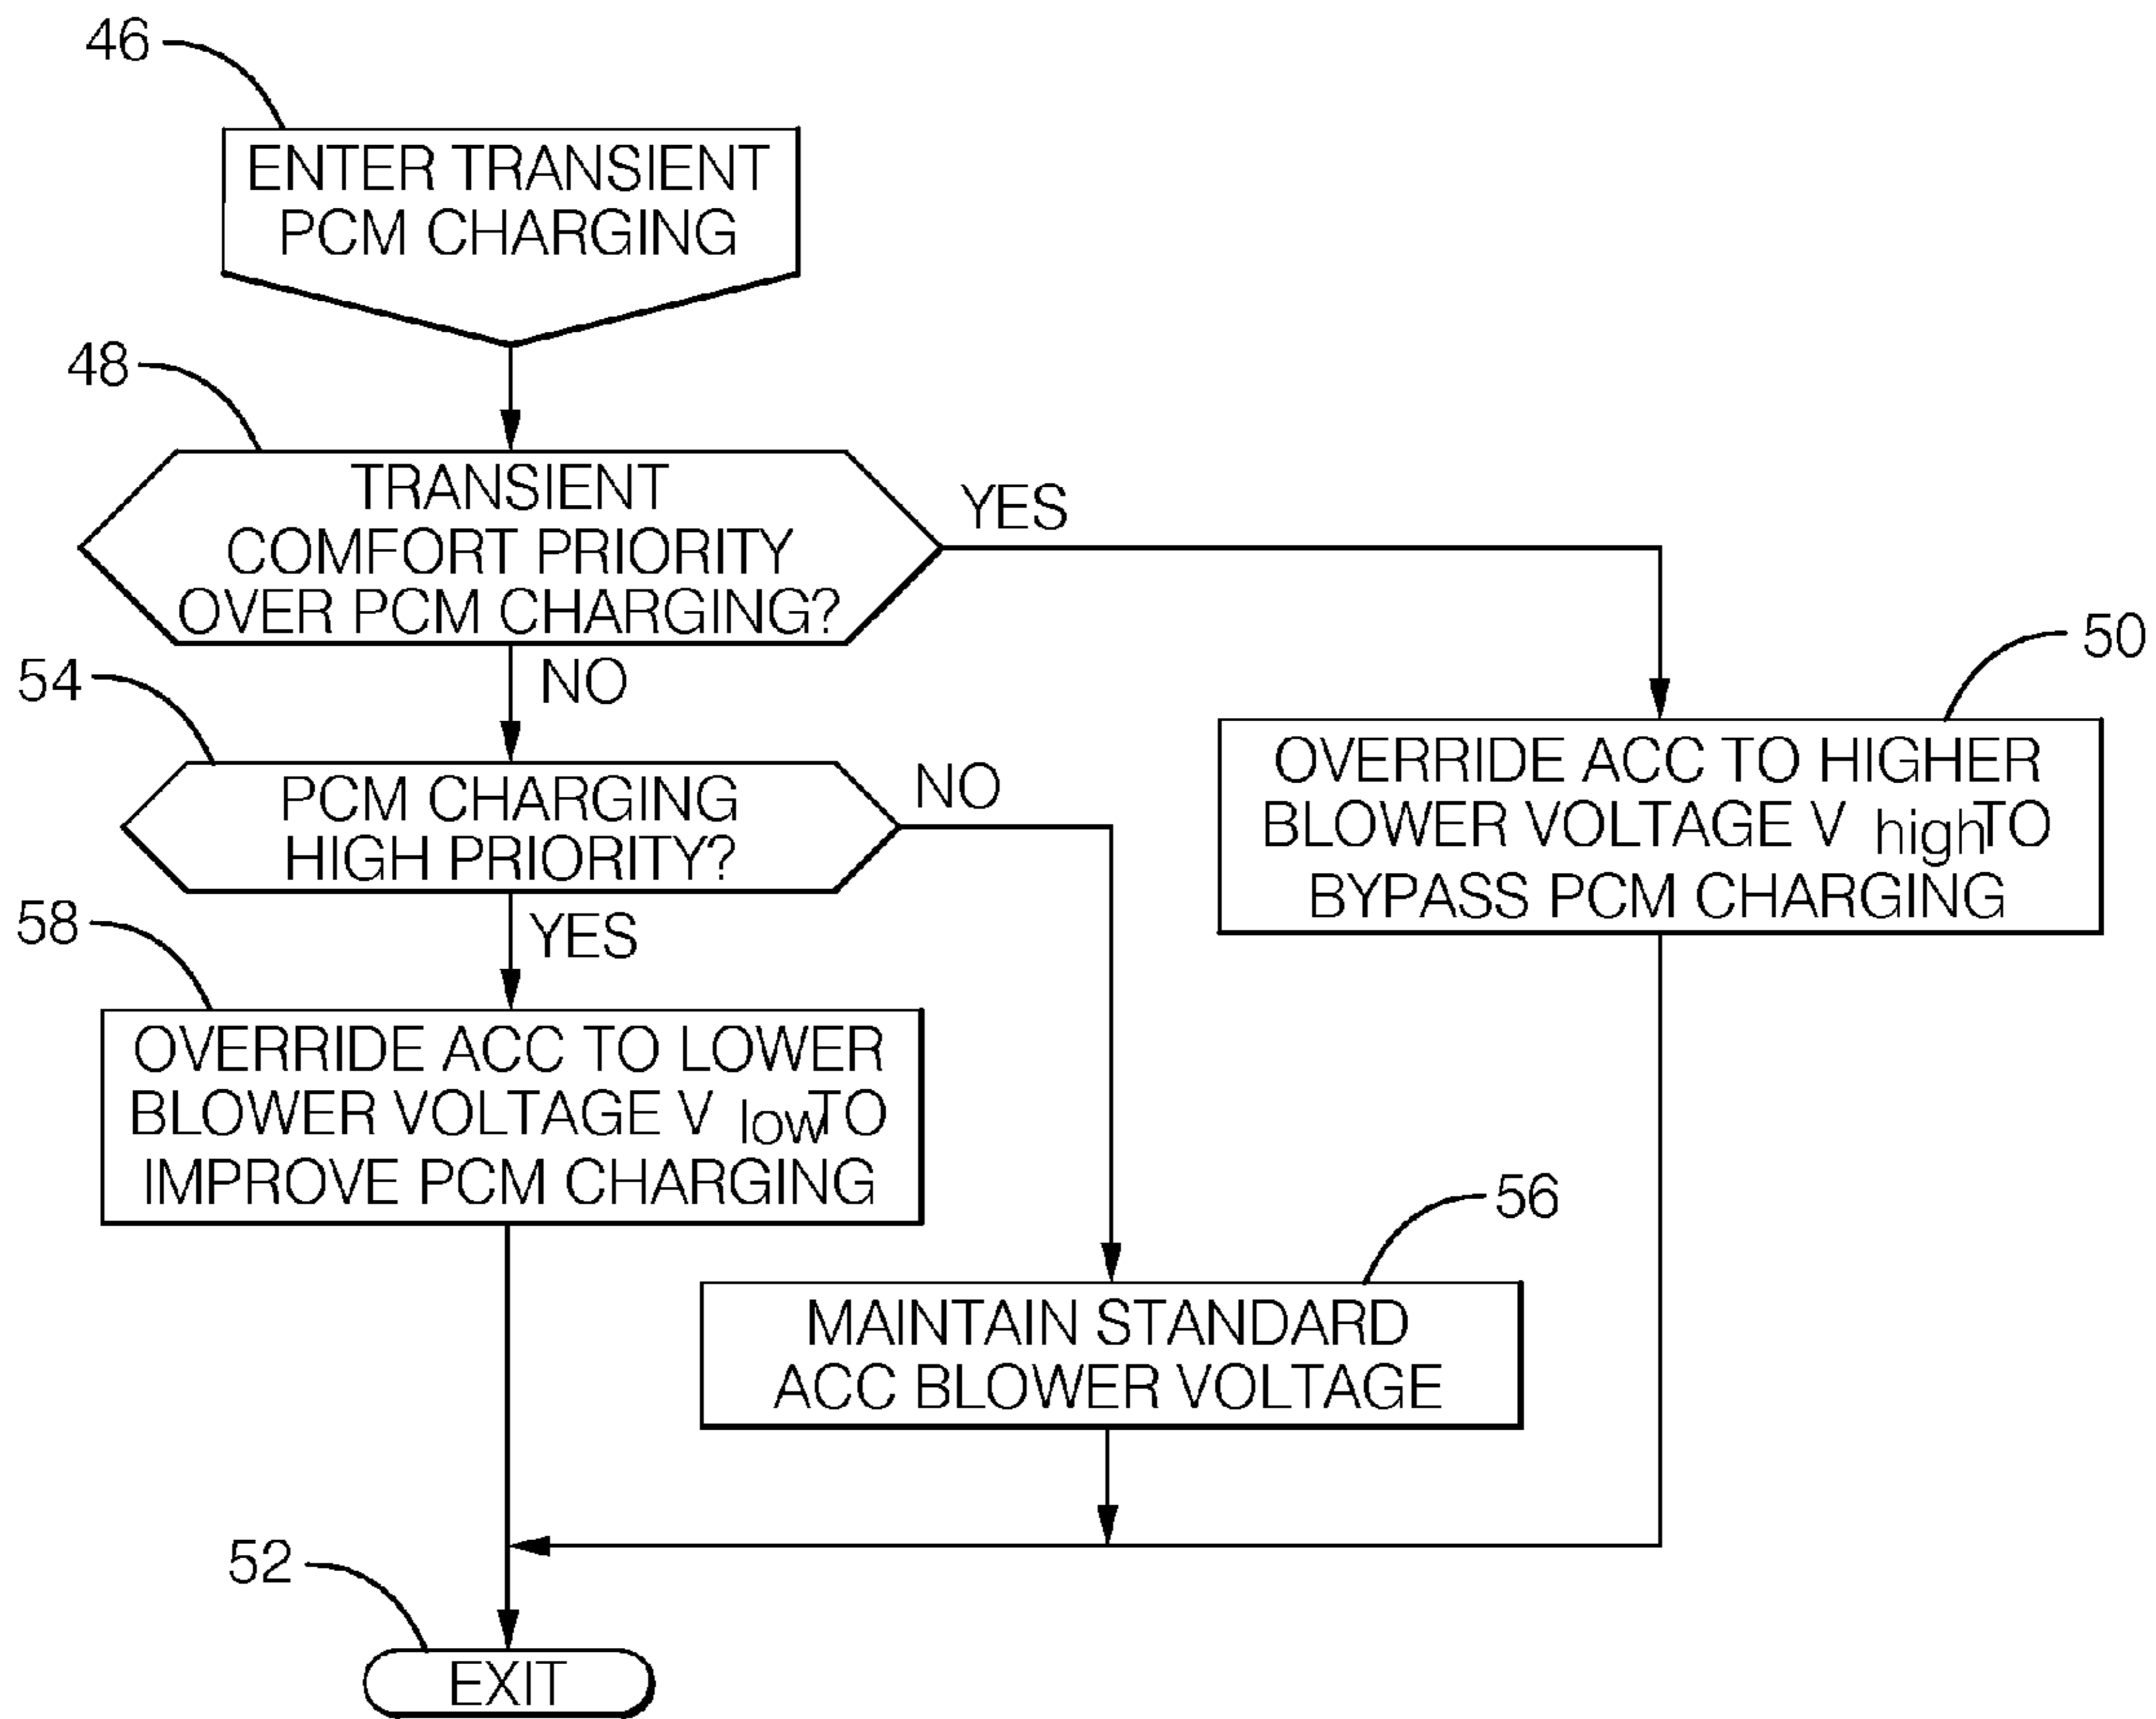 46
ENTER TRANSIENT
PCM CHARGING
48
TRANSIENT
COMFORT PRIORITY
OVER PCM CHARGING?
YES
NO
50
OVERRIDE ACC TO HIGHER
BLOWER VOLTAGE V high TO
BYPASS PCM CHARGING
54
PCM CHARGING
HIGH PRIORITY?
NO
YES
58
OVERRIDE ACC TO LOWER
BLOWER VOLTAGE V low TO
IMPROVE PCM CHARGING
56
MAINTAIN STANDARD
ACC BLOWER VOLTAGE
52
EXIT